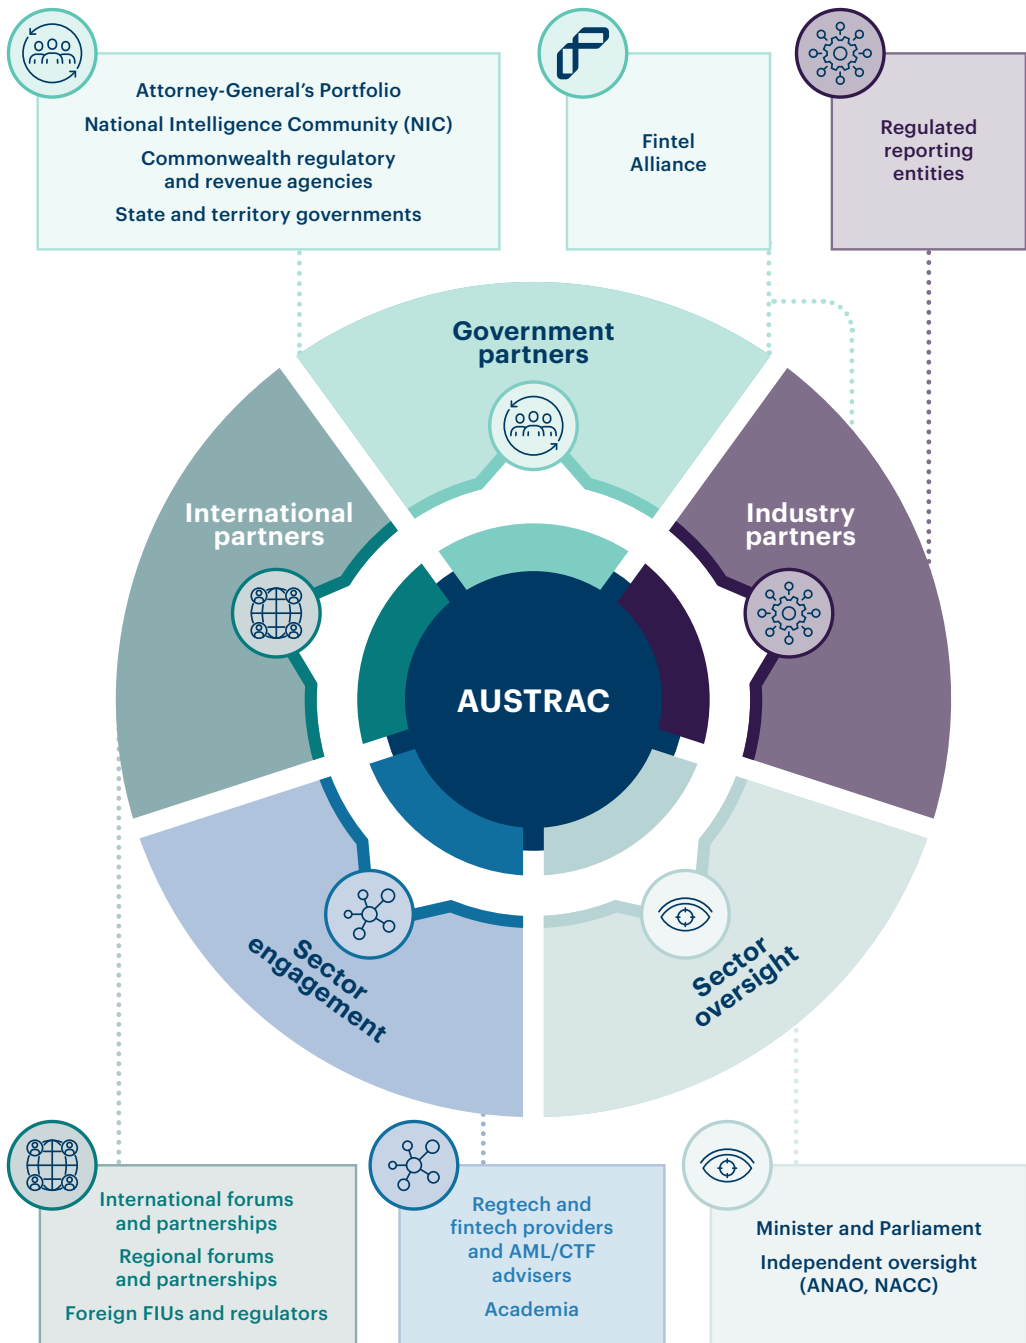 Attorney-General's Portfolio
National Intelligence Community (NIC)
Commonwealth regulatory
and revenue agencies
State and territory governments
Fintel
Alliance
Regulated
reporting
entities
Government
partners
International
partners
Industry
partners
AUSTRAC
Sector
engagement
Sector
oversight
International forums
and partnerships
Regional forums
and partnerships
Foreign FIUs and regulators
Regtech and
fintech providers
and AML/CTF
advisers
Academia
Minister and Parliament
Independent oversight
(ANAO, NACC)